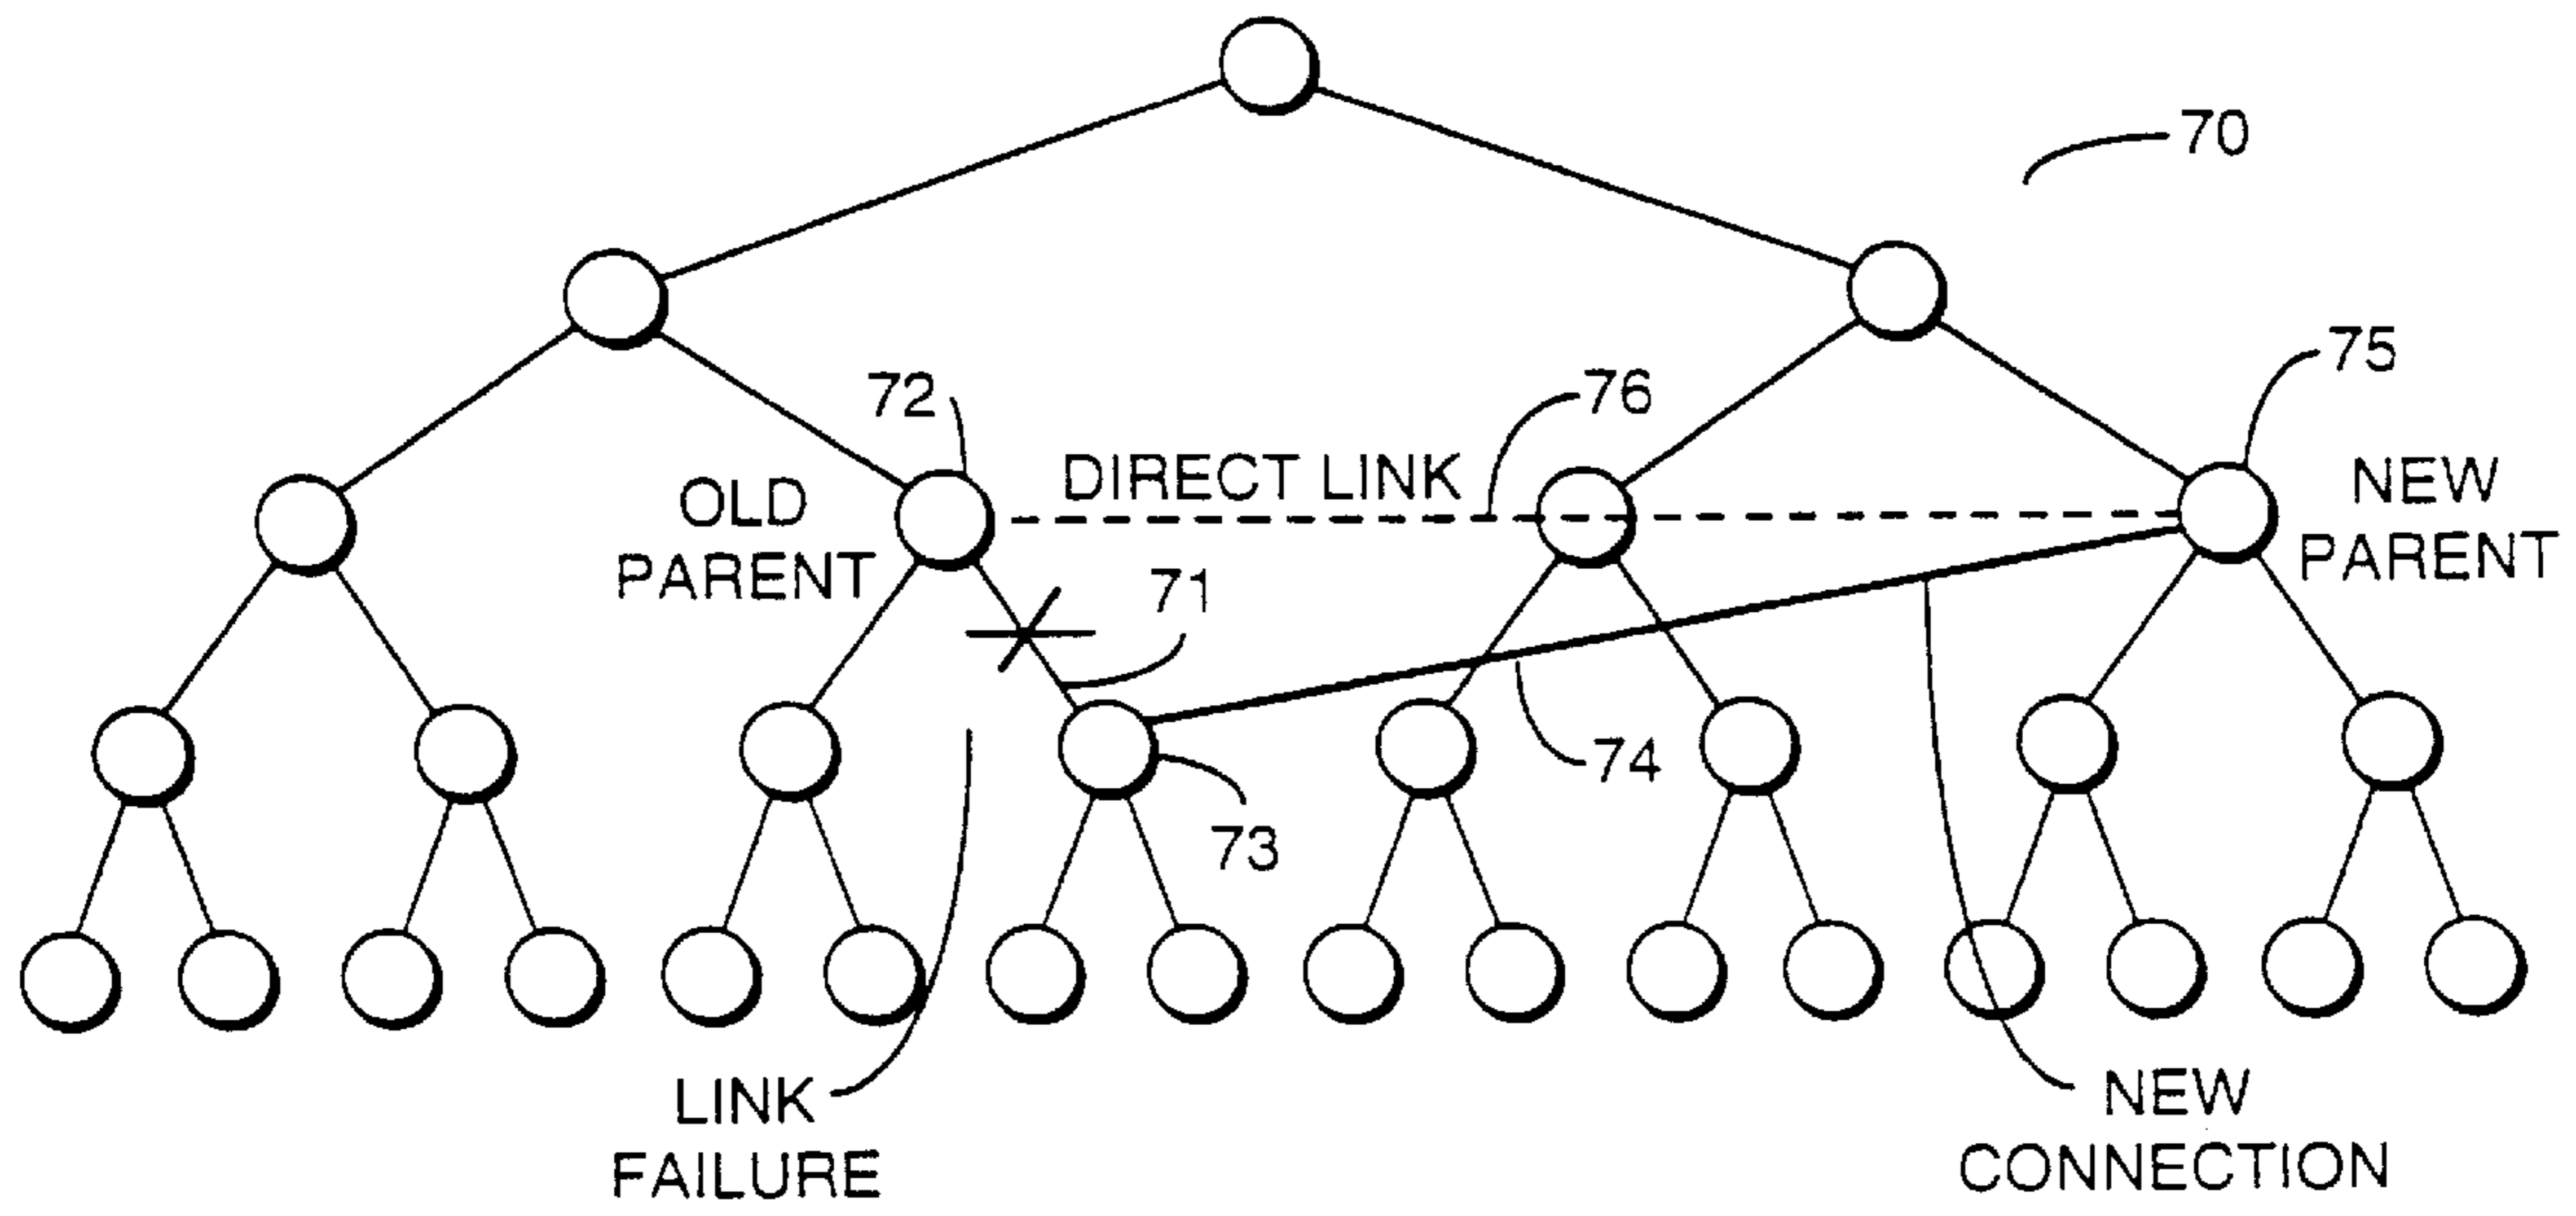 70
75
72
76
DIRECT LINK
OLD
PARENT
NEW
PARENT
71
74
73
LINK
FAILURE
NEW
CONNECTION